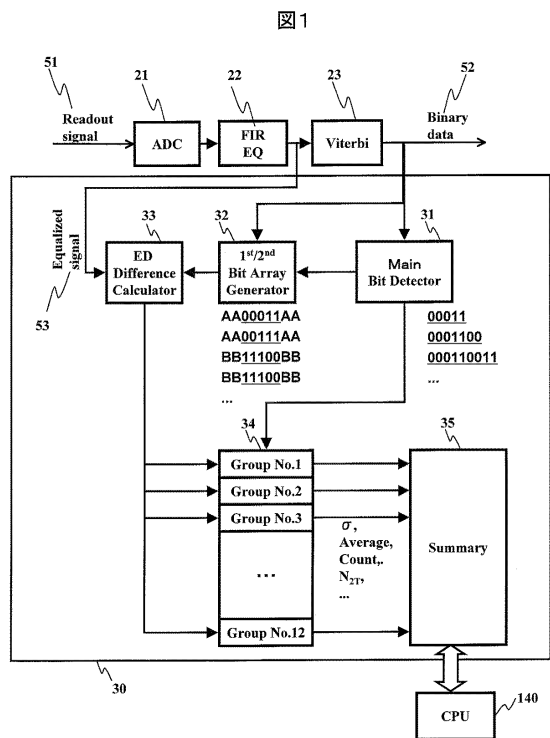 図1
51
21
22
23
52
Readout
signal
ADC
FIR
EQ
Viterbi
Binary
data
33
32
31
Equalized
signal
53
ED
Difference
Calculator
1st/2nd
Bit Array
Generator
Main
Bit Detector
AA00011AA
AA00111AA
BB11100BB
BB11100BB
...
00011
0001100
000110011
...
34
35
Group No.1
Group No.2
Group No.3
...
Group No.12
σ,
Average,
Count,.
N2T,
...
Summary
30
CPU
140